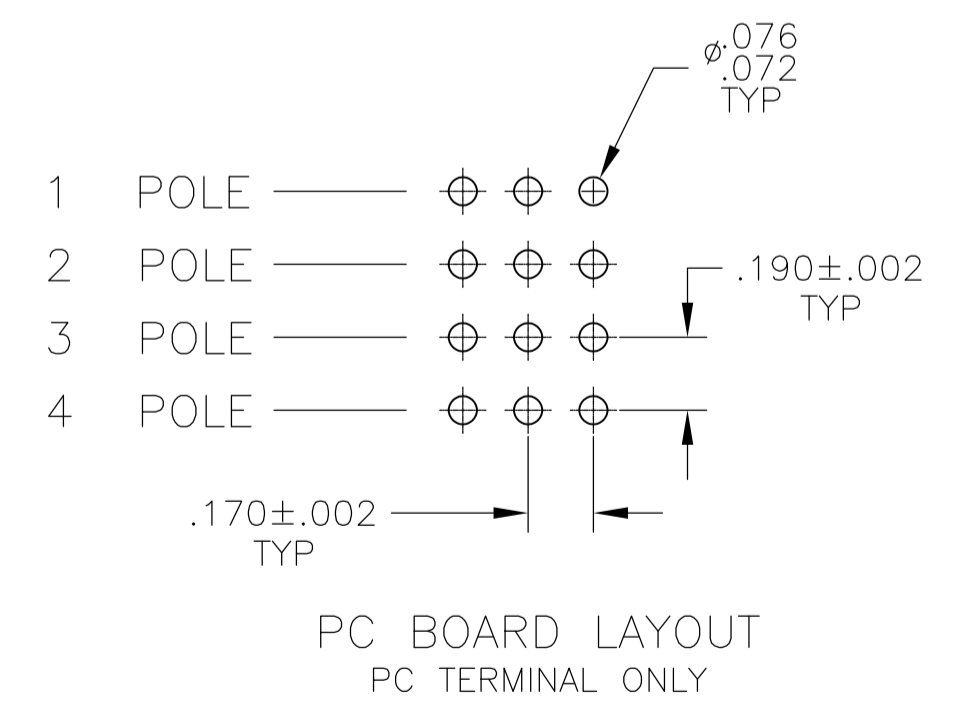 ⌀.076
.072
TYP
1 POLE
2 POLE
.190±.002
TYP
3 POLE
4 POLE
.170±.002
TYP
PC BOARD LAYOUT
PC TERMINAL ONLY